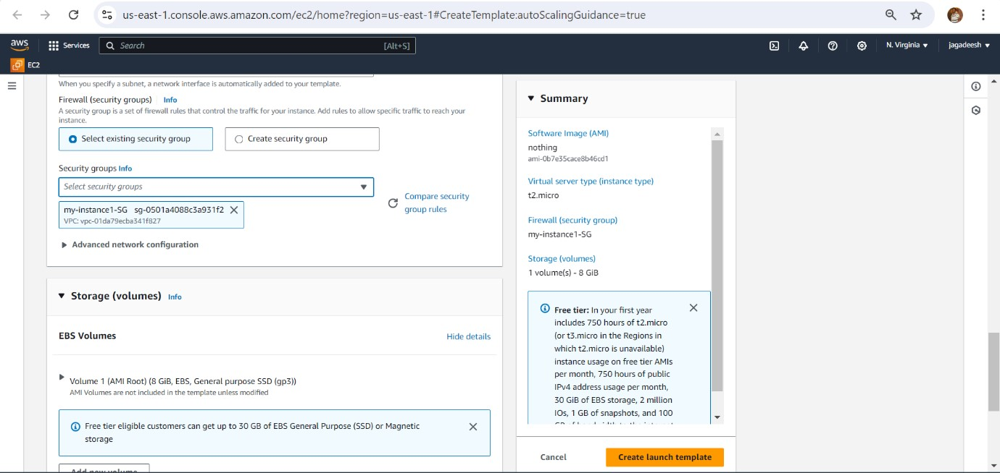 us-east-1.console.aws.amazon.com/ec2/home?region=us-east-1#CreateTemplate:autoScalingGuidance=true
aws
Services
Search
[Alt+S]
N. Virginia
jagadeesh
EC2
When you specify a subnet, a network interface is automatically added to your template.
Firewall (security groups) Info
A security group is a set of firewall rules that control the traffic for your instance. Add rules to allow specific traffic to reach your
instance.
Select existing security group
Create security group
Security groups Info
Select security groups
my-instance1-SG sg-0501a4088c3a931f2
VPC: vpc-01da79ecba341f827
Compare security
group rules
Advanced network configuration
Storage (volumes) Info
EBS Volumes
Hide details
Volume 1 (AMI Root) (8 GiB, EBS, General purpose SSD (gp3))
AMI Volumes are not included in the template unless modified
Free tier eligible customers can get up to 30 GB of EBS General Purpose (SSD) or Magnetic
storage
Add new volume
Summary
Software Image (AMI)
nothing
ami-0b7e35cace8b46cd1
Virtual server type (instance type)
t2.micro
Firewall (security group)
my-instance1-SG
Storage (volumes)
1 volume(s) - 8 GiB
Free tier: In your first year
includes 750 hours of t2.micro
(or t3.micro in the Regions in
which t2.micro is unavailable)
instance usage on free tier AMIs
per month, 750 hours of public
IPv4 address usage per month,
30 GiB of EBS storage, 2 million
IOs, 1 GB of snapshots, and 100
Cancel
Create launch template